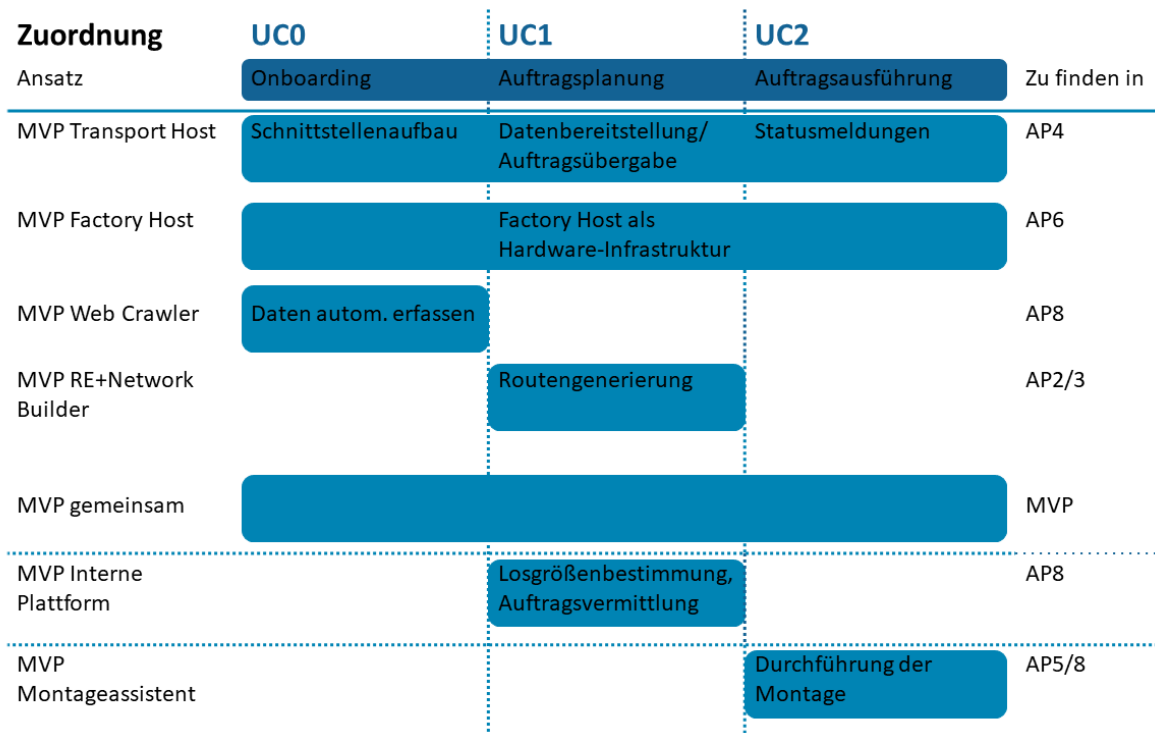 Zuordnung UC0 UC1 UC2
Ansatz Onboarding Auftragsplanung Auftragsausführung Zu finden in
MVP Transport Host Schnittstellenaufbau Datenbereitstellung/ Statusmeldungen AP4
Auftragsübergabe
MVP Factory Host Factory Host als AP6
Hardware-Infrastruktur
MVP Web Crawler Daten autom. erfassen AP8
MVP RE+Network Routengenerierung AP2/3
Builder
MVP gemeinsam MVP
MVP Interne Losgrößenbestimmung, AP8
Plattform Auftragsvermittlung
MVP Durchführung der AP5/8
Montageassistent Montage